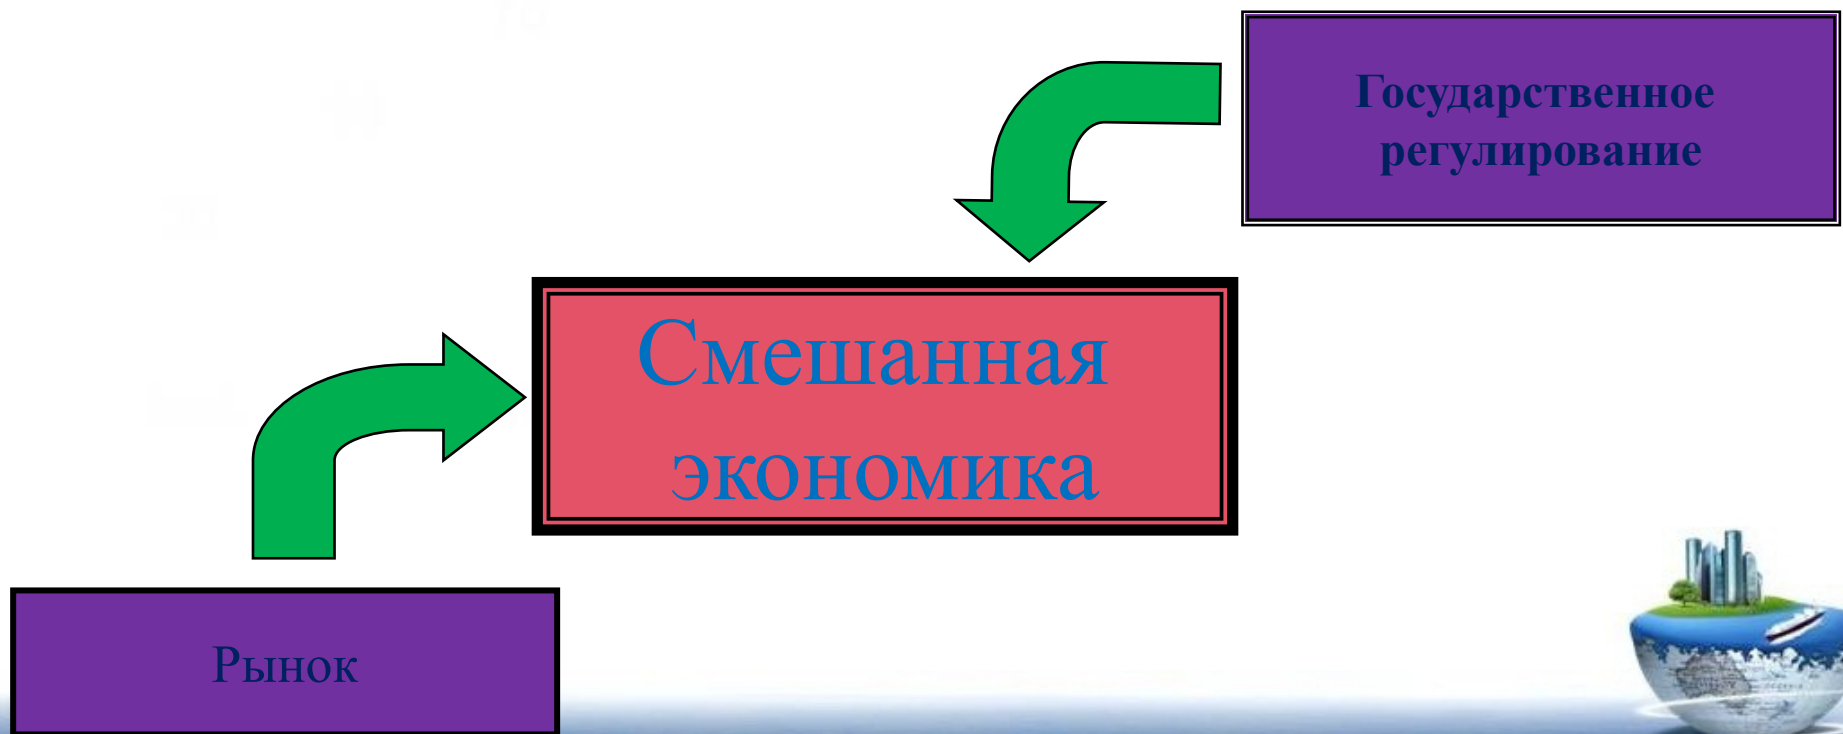 Государственное
регулирование
Смешанная
экономика
Рынок